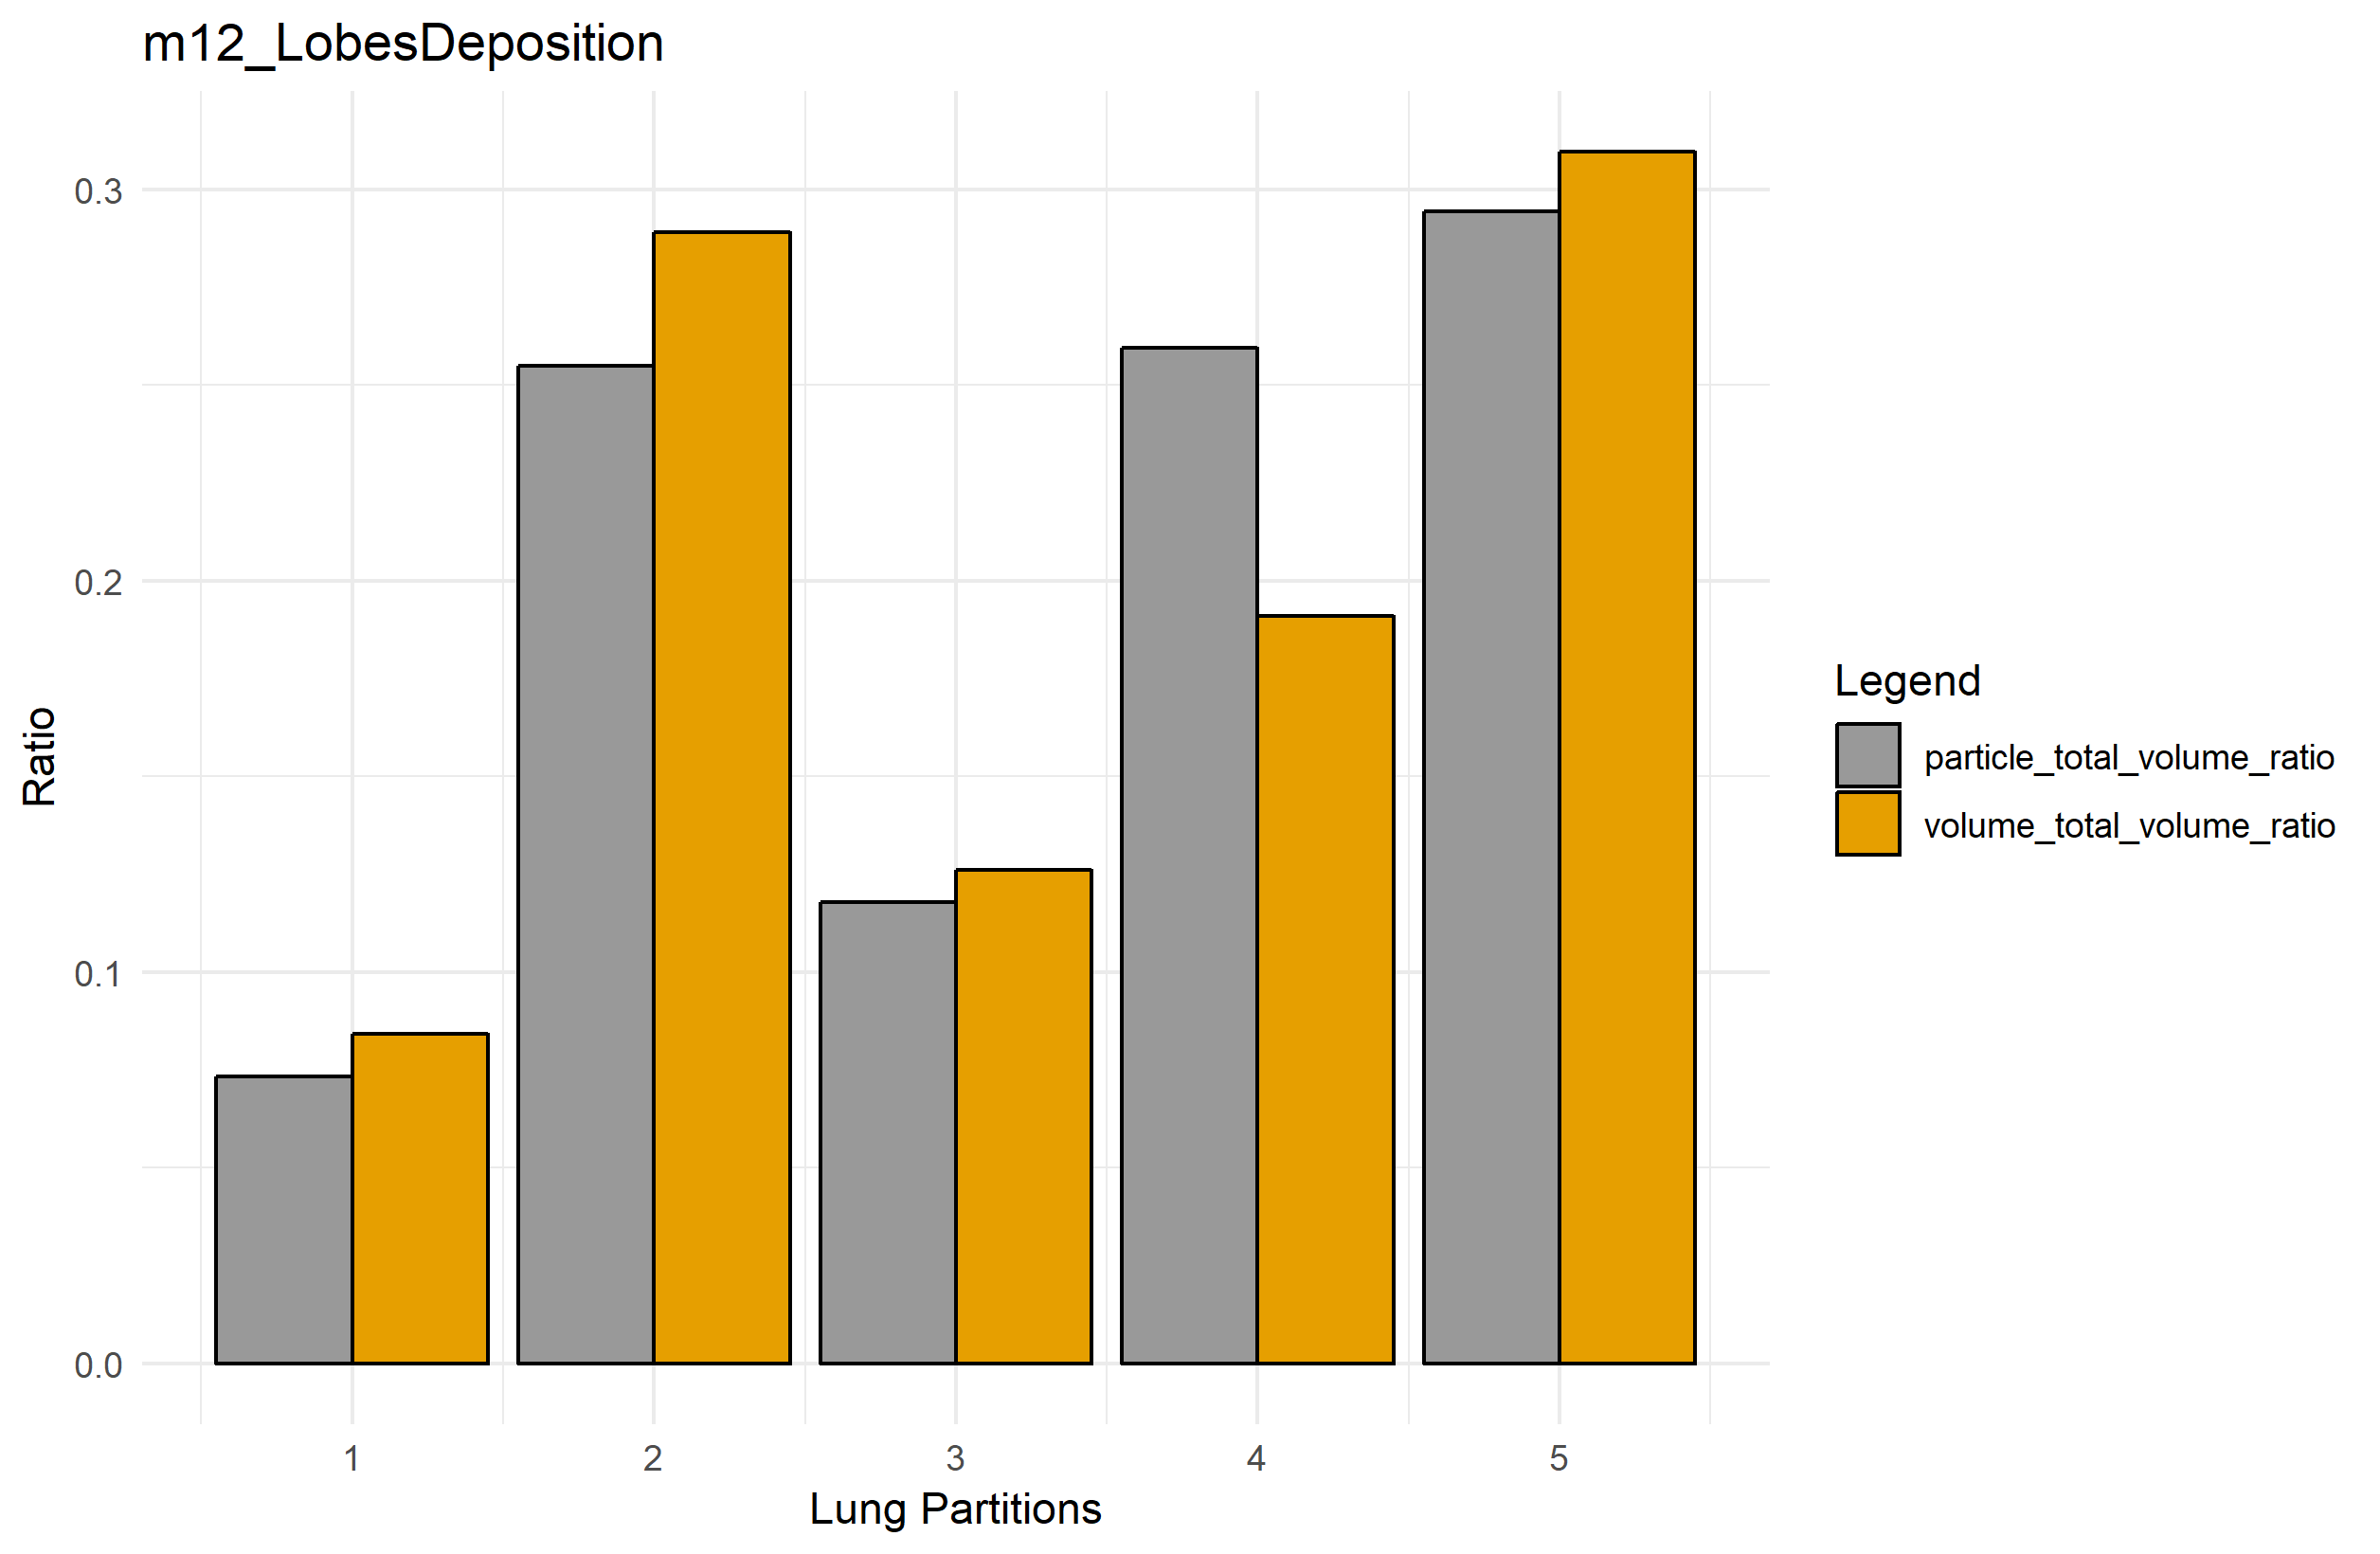 m12_LobesDeposition
0.3
0.2
0.1
0.0
Ratio
1 2 3 4 5
Lung Partitions
Legend
particle_total_volume_ratio
volume_total_volume_ratio